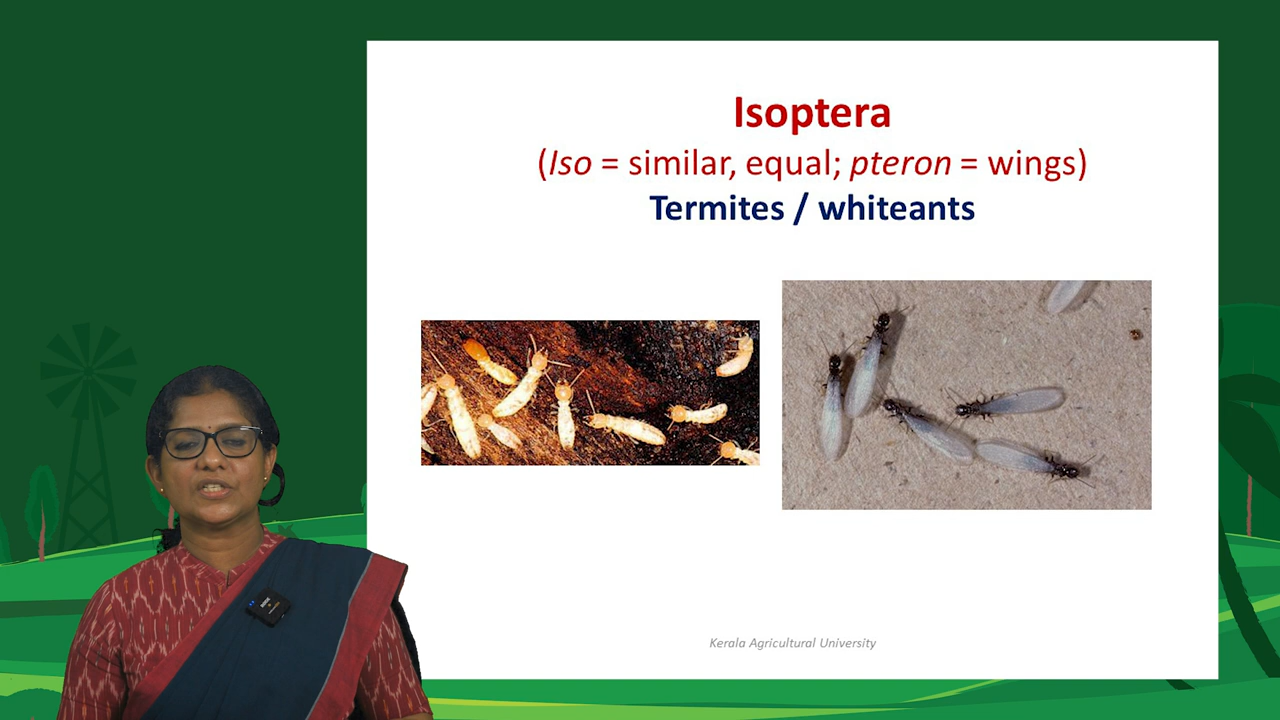 Isoptera
(Iso = similar, equal; pteron = wings)
Termites / whiteants
Kerala Agricultural University